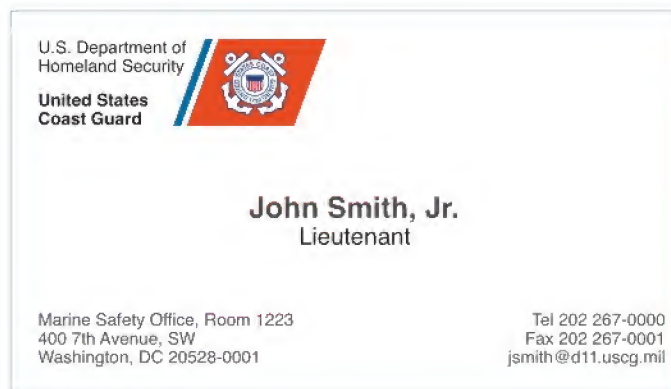 U.S. Department of
Homeland Security
United States
Coast Guard
John Smith, Jr.
Lieutenant
Marine Safety Office, Room 1223
400 7th Avenue, SW
Washington, DC 20528-0001
Tel 202 267-0000
Fax 202 267-0001
jsmith@d11.uscg.mil